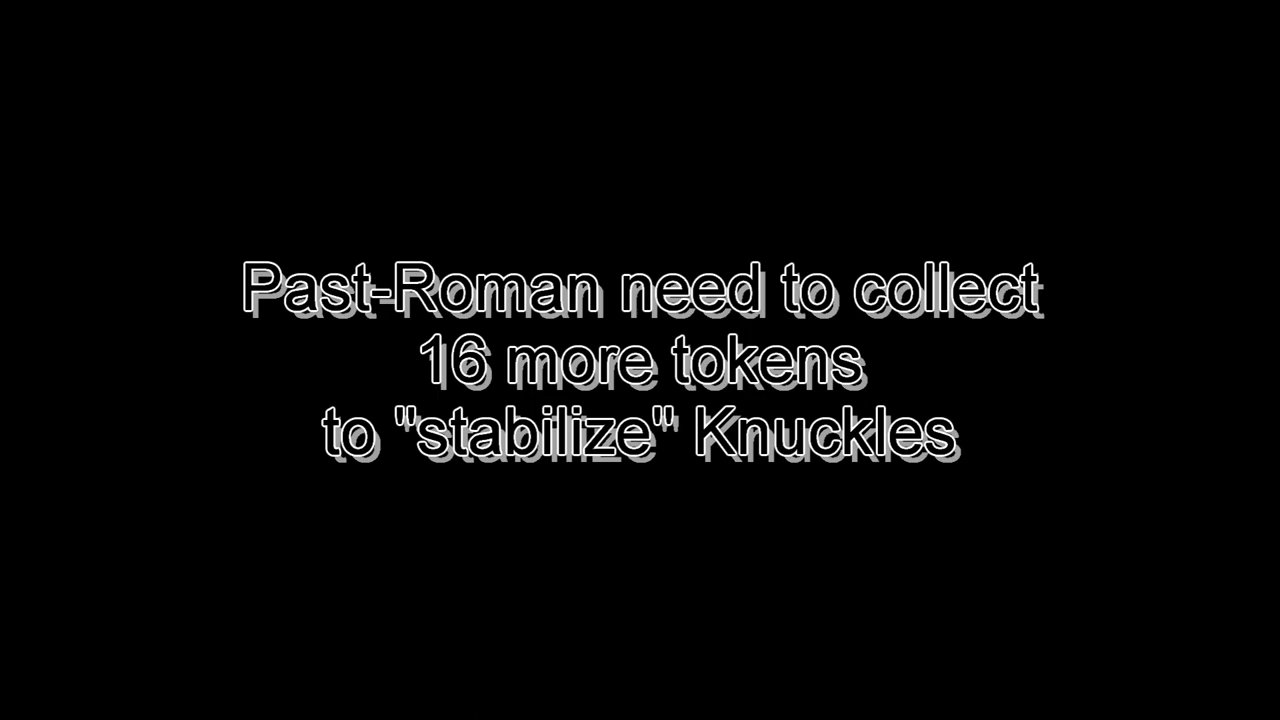 Past-Roman need to collect
16 more tokens
to "stabilize" Knuckles